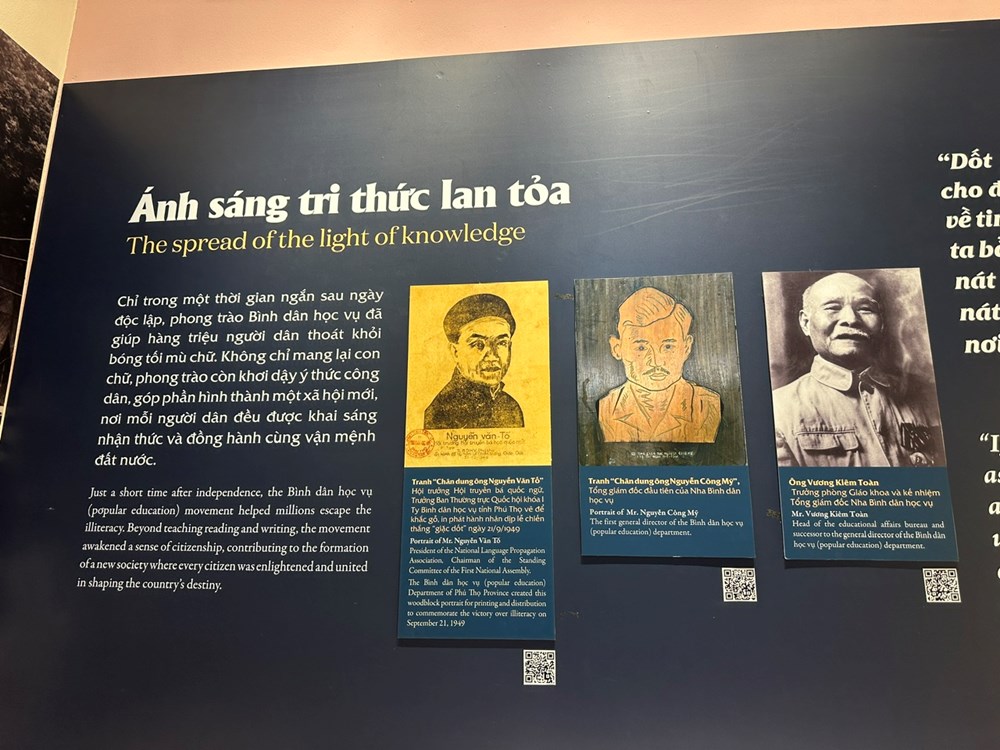 Ánh sáng tri thức lan tỏa
The spread of the light of knowledge
Chỉ trong một thời gian ngắn sau ngày
độc lập, phong trào Bình dân học vụ đã
giúp hàng triệu người dân thoát khỏi
bóng tối mù chữ. Không chỉ mang lại con
chữ, phong trào còn khơi dậy ý thức công
dân, góp phần hình thành một xã hội mới,
nơi mỗi người dân đều được khai sáng
nhận thức và đồng hành cùng vận mệnh
đất nước.
Just a short time after independence, the Bình dân học vụ
(popular education) movement helped millions escape the
illiteracy. Beyond teaching reading and writing, the movement
awakened a sense of citizenship, contributing to the formation
of a new society where every citizen was enlightened and united
in shaping the country's destiny.
Nguyễn văn Tố
Tranh "Chân dung ông Nguyễn Văn Tố"
Hội trưởng Hội truyền bá quốc ngữ,
Trưởng Ban Thường trực Quốc hội khóa I
Ty Bình dân học vụ tỉnh Phú Thọ vẽ để
khắc gỗ, in phát hành nhân dịp lễ chiến
thắng "giặc dốt" ngày 21/9/1949
Portrait of Mr. Nguyễn Văn Tố
President of the National Language Propagation
Association, Chairman of the Standing
Committee of the First National Assembly.
The Bình dân học vụ (popular education)
Department of Phú Thọ Province created this
woodblock portrait for printing and distribution
to commemorate the victory over illiteracy on
September 21, 1949
Tranh "Chân dung ông Nguyễn Công Mỹ",
Tổng giám đốc đầu tiên của Nha Bình dân
học vụ
Portrait of Mr. Nguyễn Công Mỹ
The first general director of the Bình dân học vụ
(popular education) department.
Ông Vương Kiêm Toàn
Trưởng phòng Giáo khoa và kế nhiệm
Tổng giám đốc Nha Bình dân học vụ
Mr. Vương Kiêm Toàn
Head of the educational affairs bureau and
successor to the general director of the Bình dân
học vụ (popular education) department.
"Dốt
cho
về
ta
nát
nát
nơi